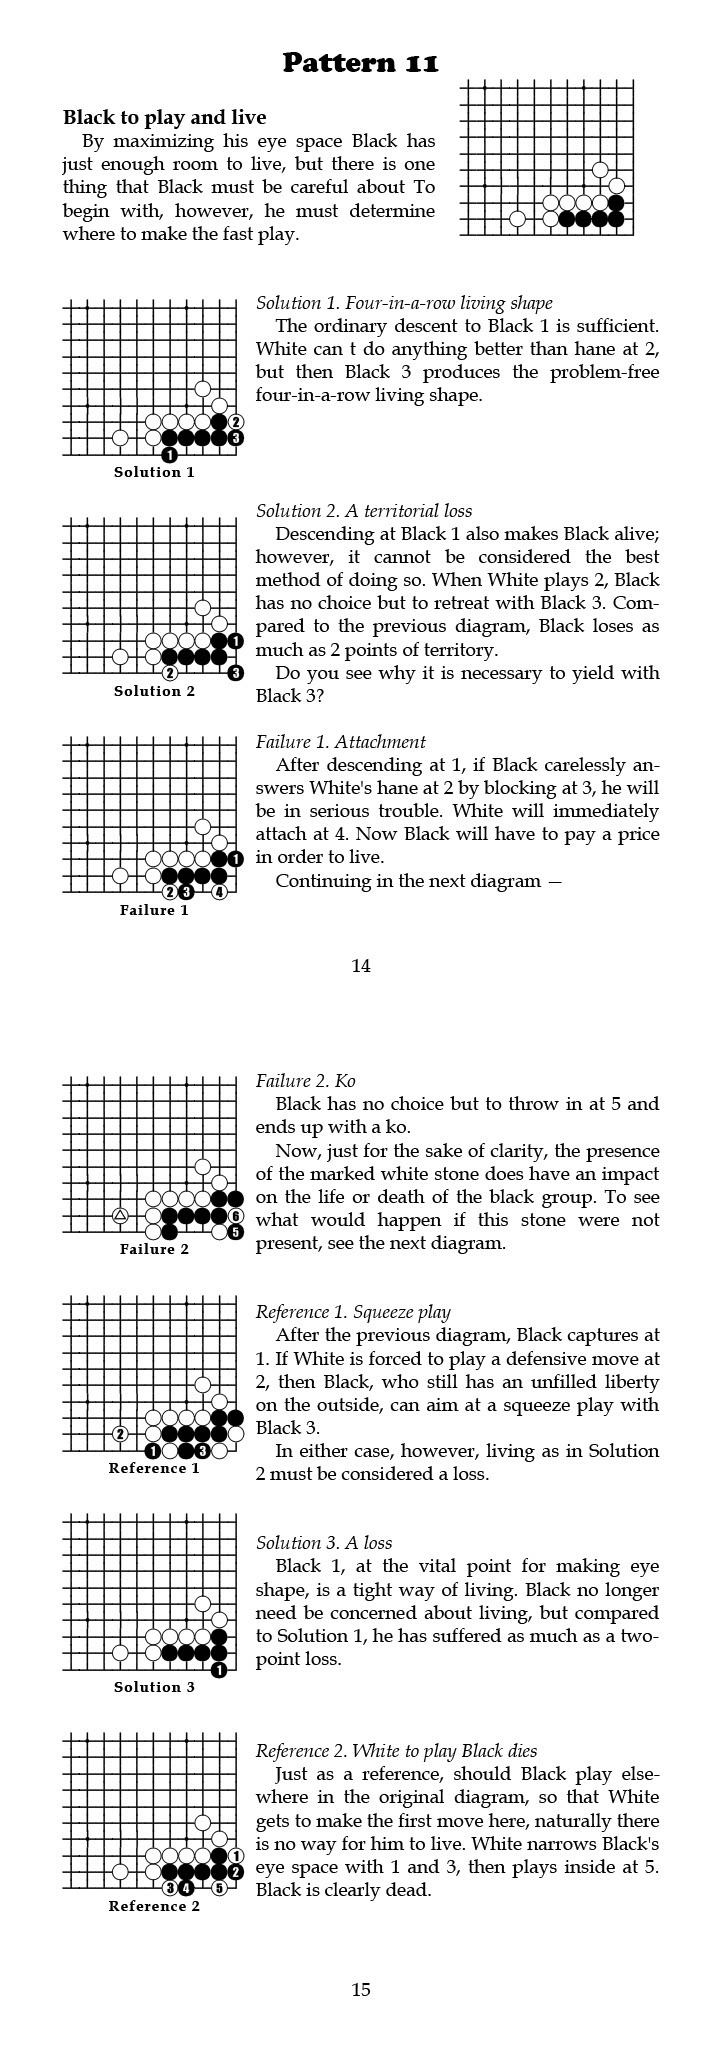 Pattern 11
Black to play and live
By maximizing his eye space Black has
just enough room to live, but there is one
thing that Black must be careful about To
begin with, however, he must determine
where to make the fast play.
Solution 1. Four-in-a-row living shape
The ordinary descent to Black 1 is sufficient.
White can t do anything better than hane at 2,
but then Black 3 produces the problem-free
four-in-a-row living shape.
2
3
1
Solution 1
Solution 2. A territorial loss
Descending at Black 1 also makes Black alive;
however, it cannot be considered the best
method of doing so. When White plays 2, Black
has no choice but to retreat with Black 3. Com-
pared to the previous diagram, Black loses as
much as 2 points of territory.
Do you see why it is necessary to yield with
Black 3?
1
2 3
Solution 2
Failure 1. Attachment
After descending at 1, if Black carelessly an-
swers White's hane at 2 by blocking at 3, he will
be in serious trouble. White will immediately
attach at 4. Now Black will have to pay a price
in order to live.
Continuing in the next diagram —
1
2 3 4
Failure 1
14
Failure 2. Ko
Black has no choice but to throw in at 5 and
ends up with a ko.
Now, just for the sake of clarity, the presence
of the marked white stone does have an impact
on the life or death of the black group. To see
what would happen if this stone were not
present, see the next diagram.
6
5
Failure 2
Reference 1. Squeeze play
After the previous diagram, Black captures at
1. If White is forced to play a defensive move at
2, then Black, who still has an unfilled liberty
on the outside, can aim at a squeeze play with
Black 3.
In either case, however, living as in Solution
2 must be considered a loss.
2
1 3
Reference 1
Solution 3. A loss
Black 1, at the vital point for making eye
shape, is a tight way of living. Black no longer
need be concerned about living, but compared
to Solution 1, he has suffered as much as a two-
point loss.
1
Solution 3
Reference 2. White to play Black dies
Just as a reference, should Black play else-
where in the original diagram, so that White
gets to make the first move here, naturally there
is no way for him to live. White narrows Black's
eye space with 1 and 3, then plays inside at 5.
Black is clearly dead.
1
2
3 4 5
Reference 2
15